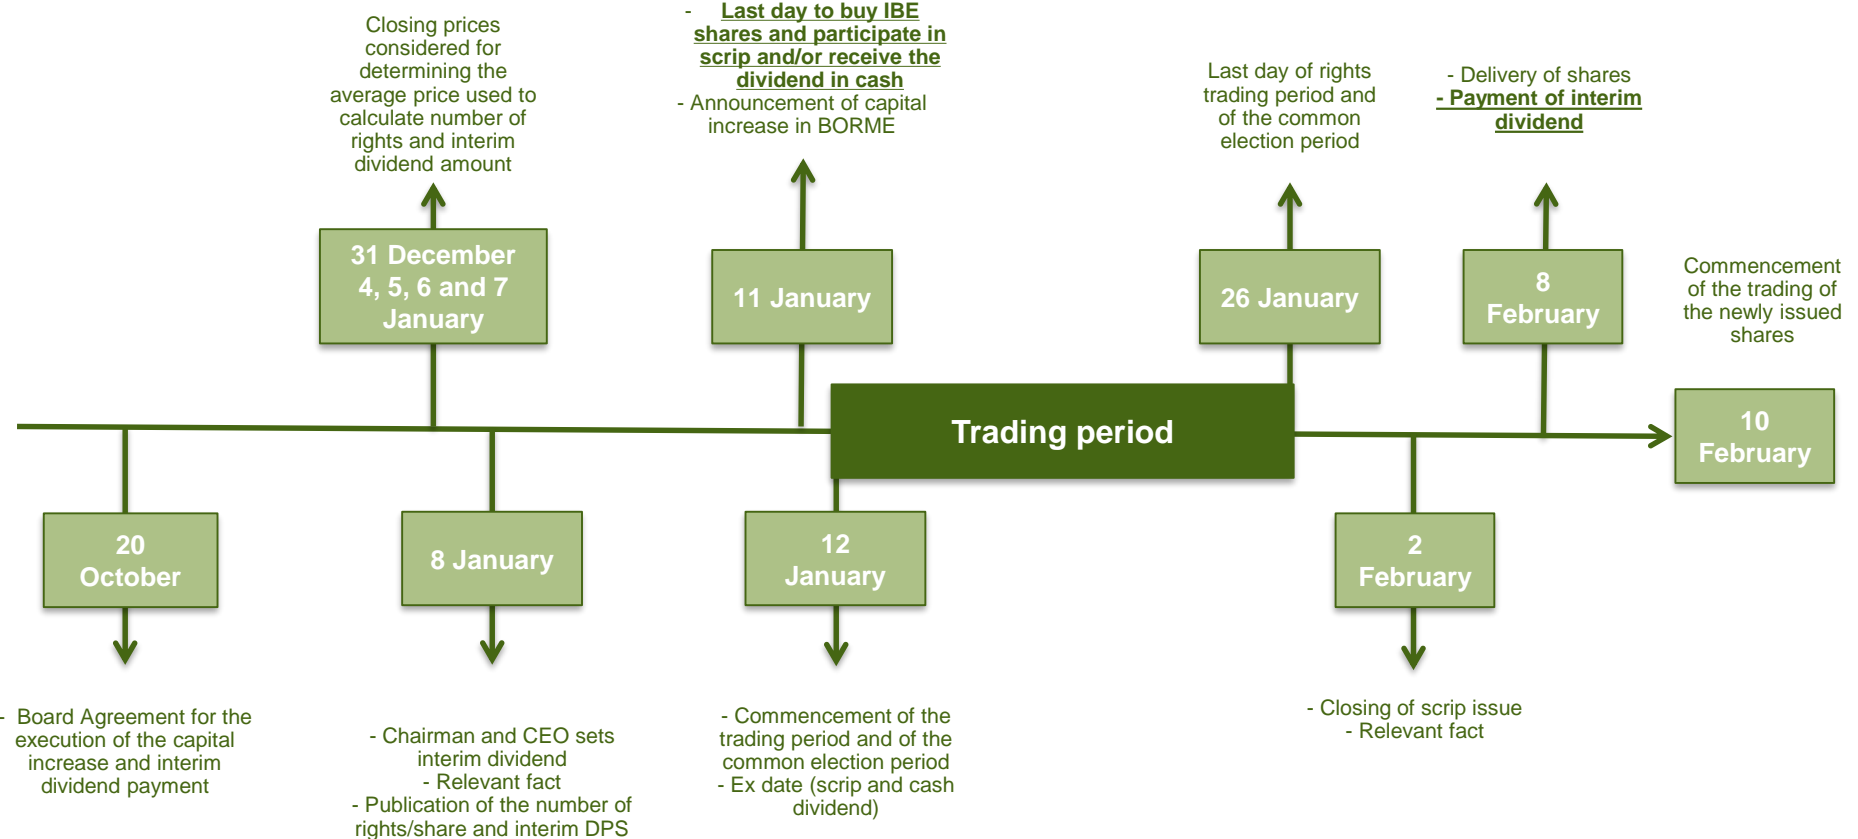 Closing prices
considered for
determining the
average price used to
calculate number of
rights and interim
dividend amount
- Last day to buy IBE
shares and participate in
scrip and/or receive the
dividend in cash
- Announcement of capital
increase in BORME
Last day of rights
trading period and
of the common
election period
- Delivery of shares
- Payment of interim
dividend
31 December
4, 5, 6 and 7
January
11 January
26 January
8
February
Commencement
of the trading of
the newly issued
shares
Trading period
10
February
20
October
8 January
12
January
2
February
- Board Agreement for the
execution of the capital
increase and interim
dividend payment
- Chairman and CEO sets
interim dividend
- Relevant fact
- Publication of the number of
rights/share and interim DPS
- Commencement of the
trading period and of the
common election period
- Ex date (scrip and cash
dividend)
- Closing of scrip issue
- Relevant fact